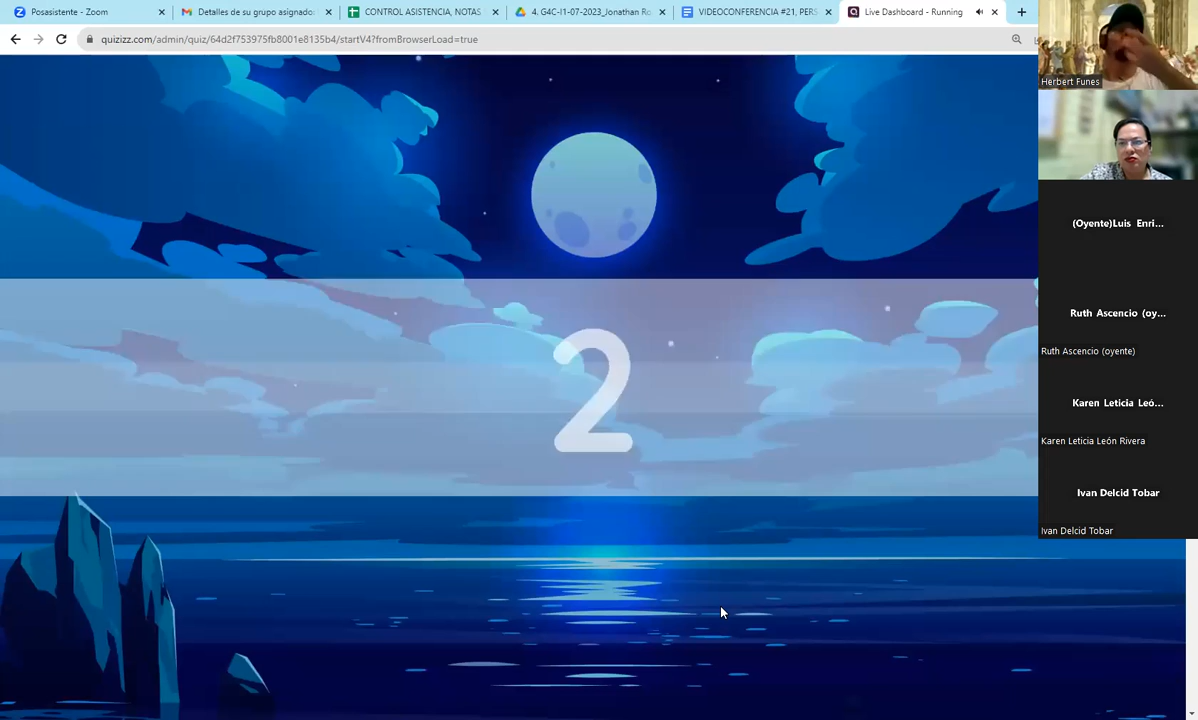 Posasistente - Zoom
Detalles de su grupo asignado:
CONTROL ASISTENCIA, NOTAS
4. G4C-I1-07-2023_Jonathan Ro
VIDEOCONFERENCIA #21, PERS
Live Dashboard - Running
quizizz.com/admin/quiz/64d2f753975fb8001e8135b4/startV4?fromBrowserLoad=true
2
Herbert Funes
(Oyente)Luis Enri...
Ruth Ascencio (oy...
Ruth Ascencio (oyente)
Karen Leticia Leó...
Karen Leticia León Rivera
Ivan Delcid Tobar
Ivan Delcid Tobar